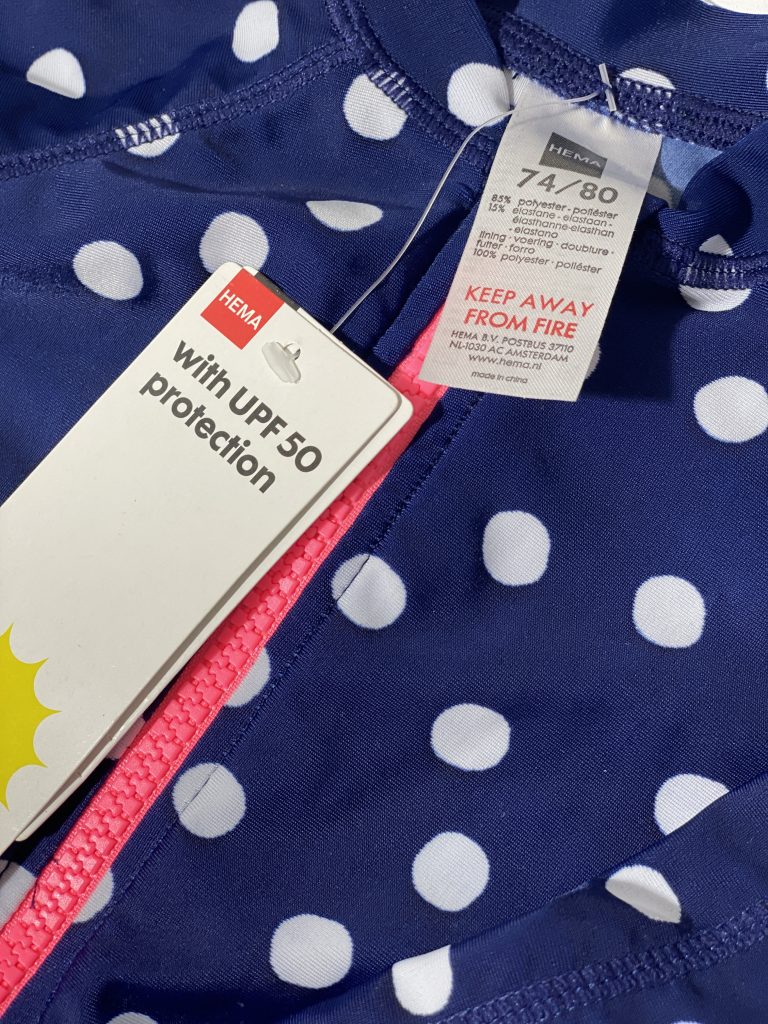 HEMA
74/80
85% polyester - poliéster
15% elastane - elastaan -
élasthanne-elasthan
- elastano
lining - voering - doublure -
futter - forro
100% polyester - poliéster
KEEP AWAY
FROM FIRE
HEMA B.V. POSTBUS 37110
NL-1030 AC AMSTERDAM
www.hema.nl
made in china
HEMA
with UPF 50
protection